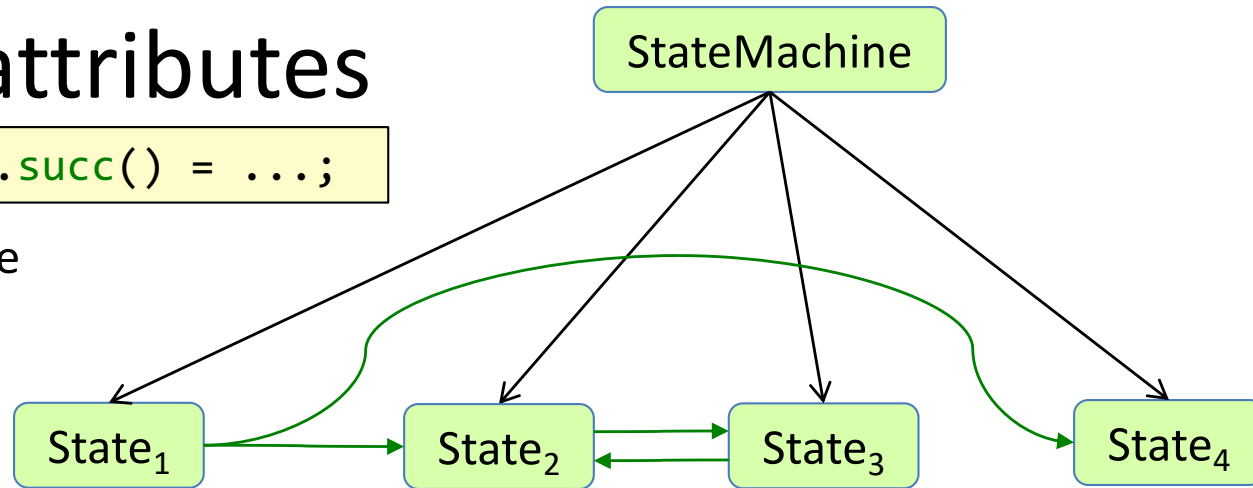 attributes
.succ() = ...;
e
StateMachine
State₁
State₂
State₃
State₄